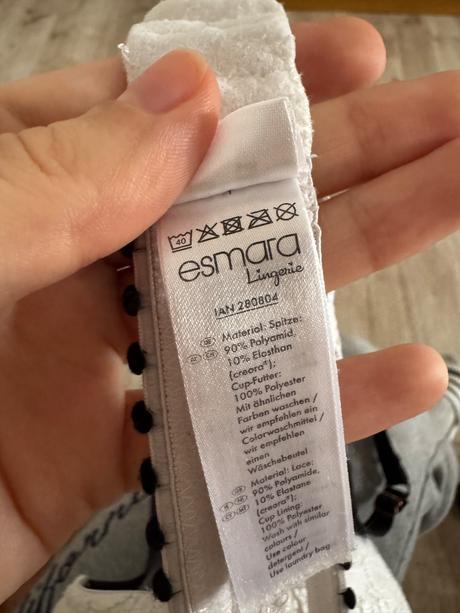 40
esmara
Lingerie
IAN 280804
Material: Spitze:
90% Polyamid,
10% Elasthan
(creora®);
Cup-Futter:
100% Polyester
Mit ähnlichen
Farben waschen /
wir empfehlen ein
Colorwaschmittel /
wir empfehlen
einen
Wäschebeutel
Material: Lace:
90% Polyamide,
10% Elastane
(creora®);
Cup Lining:
100% Polyester
Wash with similar
colours /
Use colour
detergent /
Use laundry bag